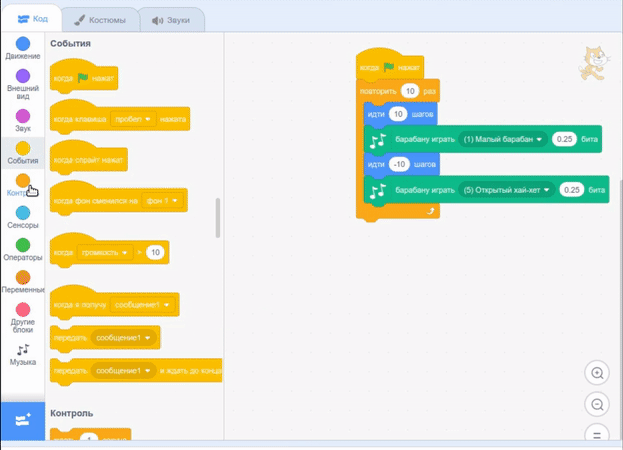 Код
Костюмы
Звуки
Движение
Внешний вид
Звук
События
Сенсоры
Операторы
Переменные
Другие блоки
Музыка
События
когда нажат
когда клавиша пробел нажата
когда спрайт нажат
когда фон сменился на фон 1
когда громкость > 10
когда я получу сообщение1
передать сообщение1
передать сообщение1 и ждать до конца
Контроль
когда нажат
повторить 10 раз
идти 10 шагов
барабану играть (1) Малый барабан 0.25 бита
идти -10 шагов
барабану играть (5) Открытый хай-хет 0.25 бита